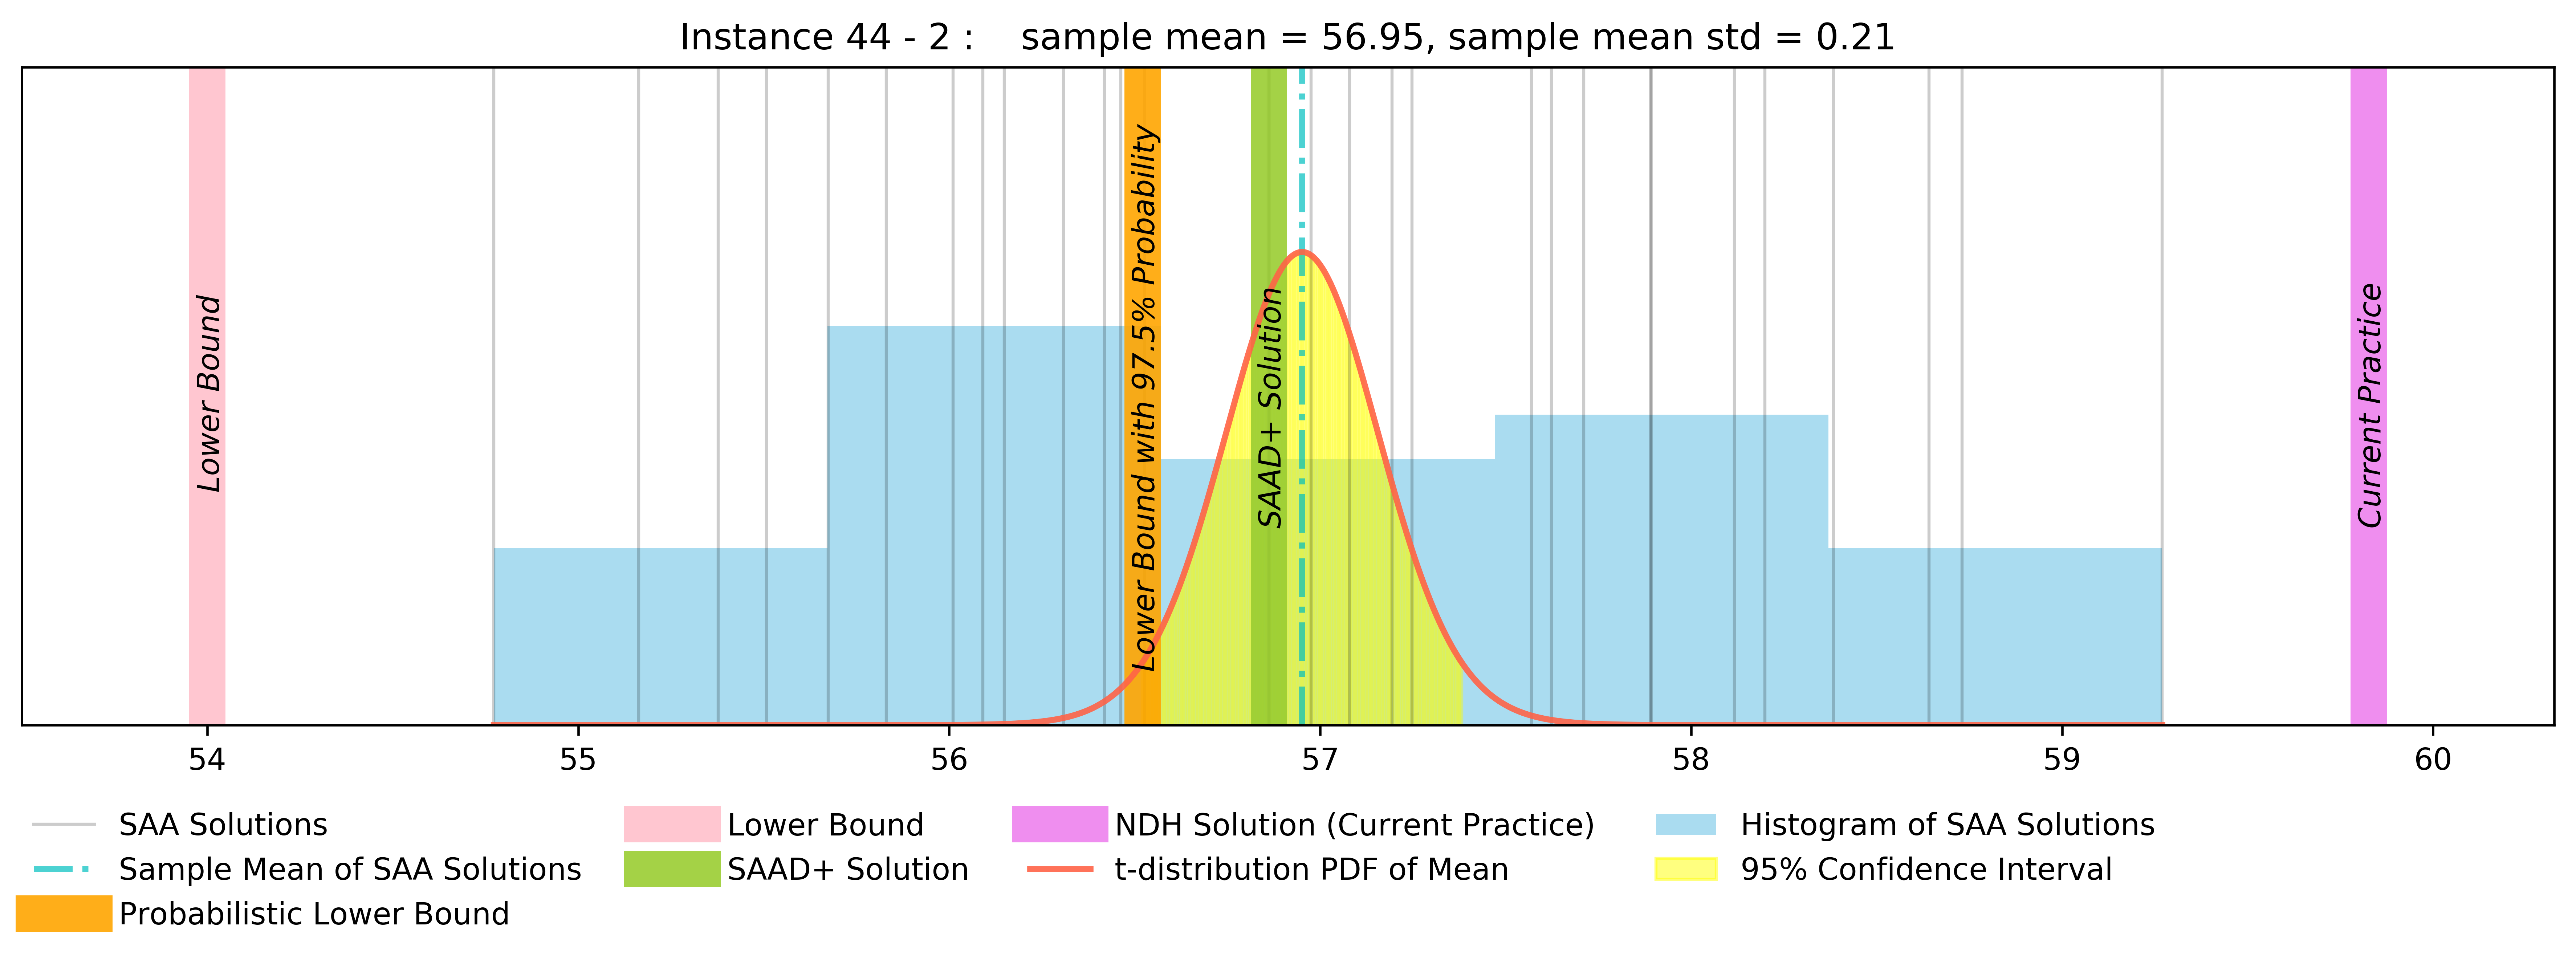 Instance 44 - 2 :    sample mean = 56.95, sample mean std = 0.21
Lower Bound
Lower Bound with 97.5% Probability
SAAD+ Solution
Current Practice
54 55 56 57 58 59 60
SAA Solutions
Sample Mean of SAA Solutions
Probabilistic Lower Bound
Lower Bound
SAAD+ Solution
NDH Solution (Current Practice)
t-distribution PDF of Mean
Histogram of SAA Solutions
95% Confidence Interval